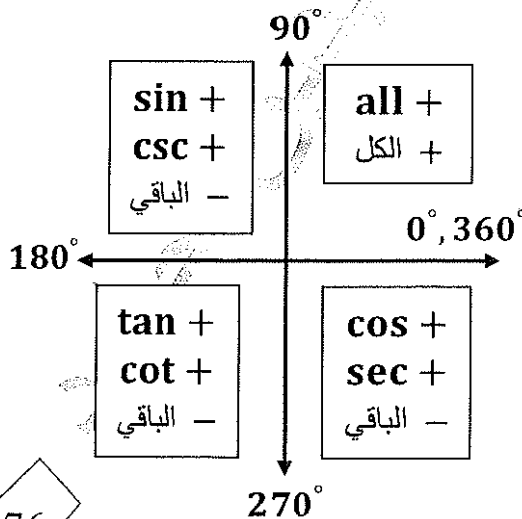 90°
sin +
csc +
الباقي −
all +
الكل +
0°, 360°
180°
tan +
cot +
الباقي −
cos +
sec +
الباقي −
270°